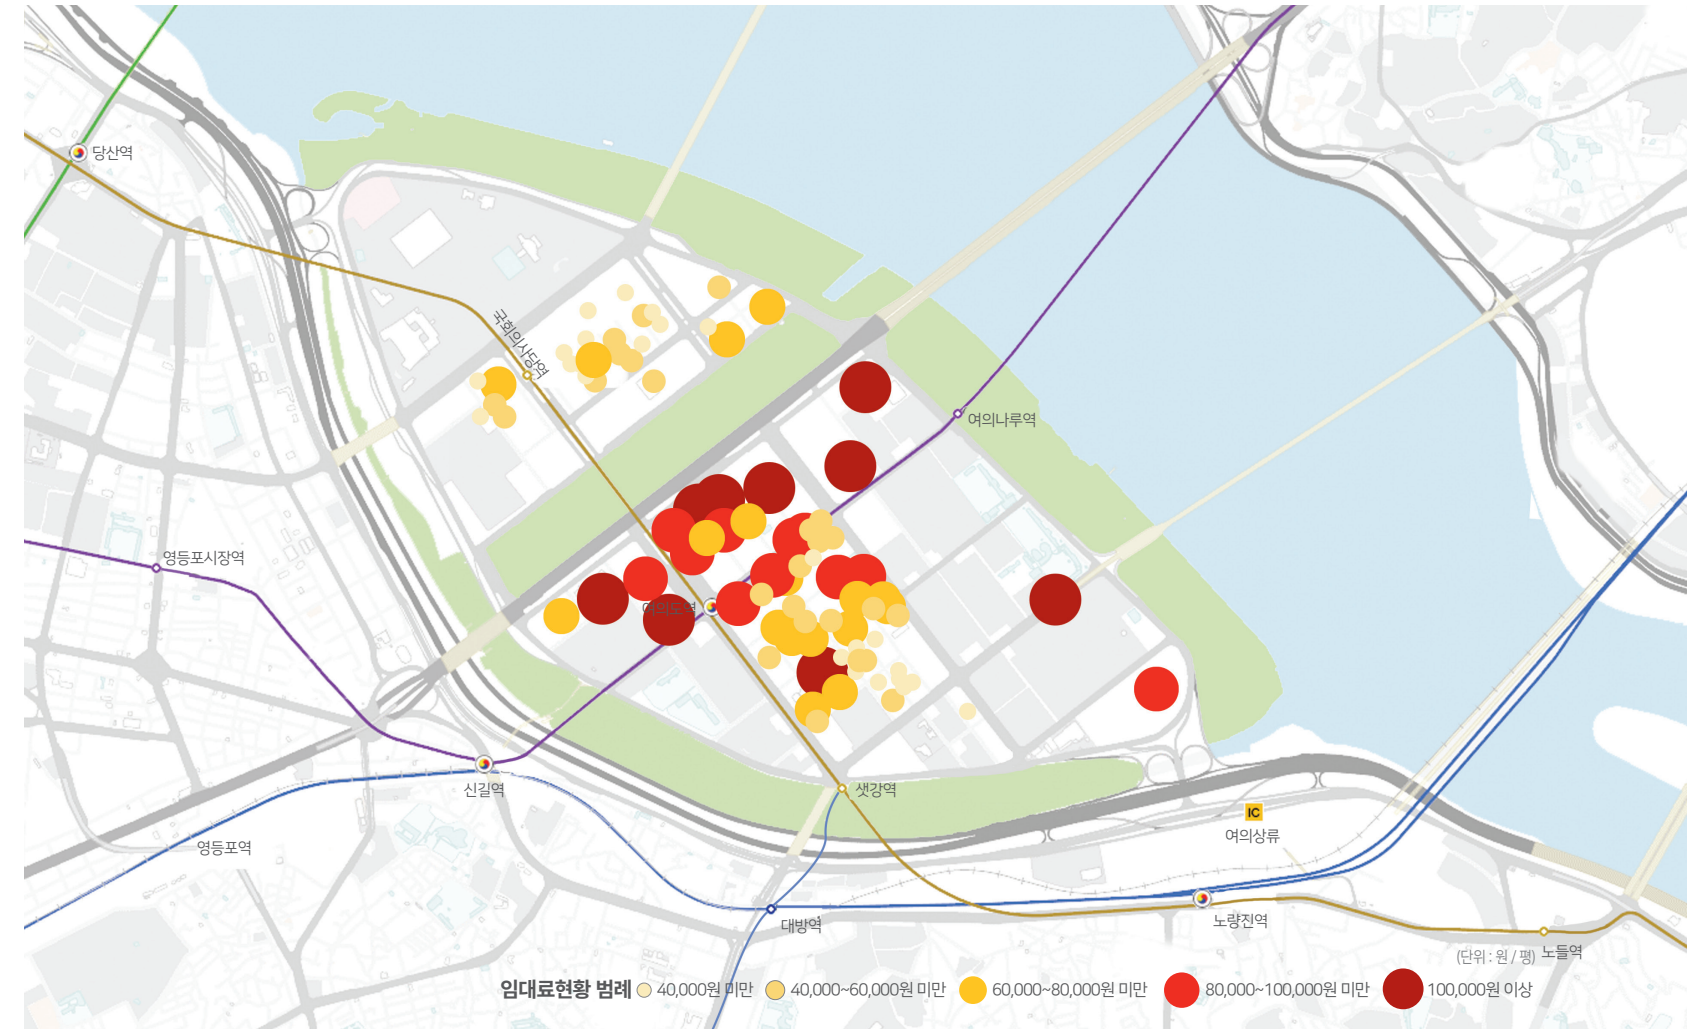 당산역
국회의사당역
여의나루역
영등포시장역
여의도역
신길역
샛강역
IC
여의상류
영등포역
대방역
노량진역
노들역
(단위 : 원 / 평)
임대료현황 범례 40,000원 미만 40,000~60,000원 미만 60,000~80,000원 미만 80,000~100,000원 미만 100,000원 이상